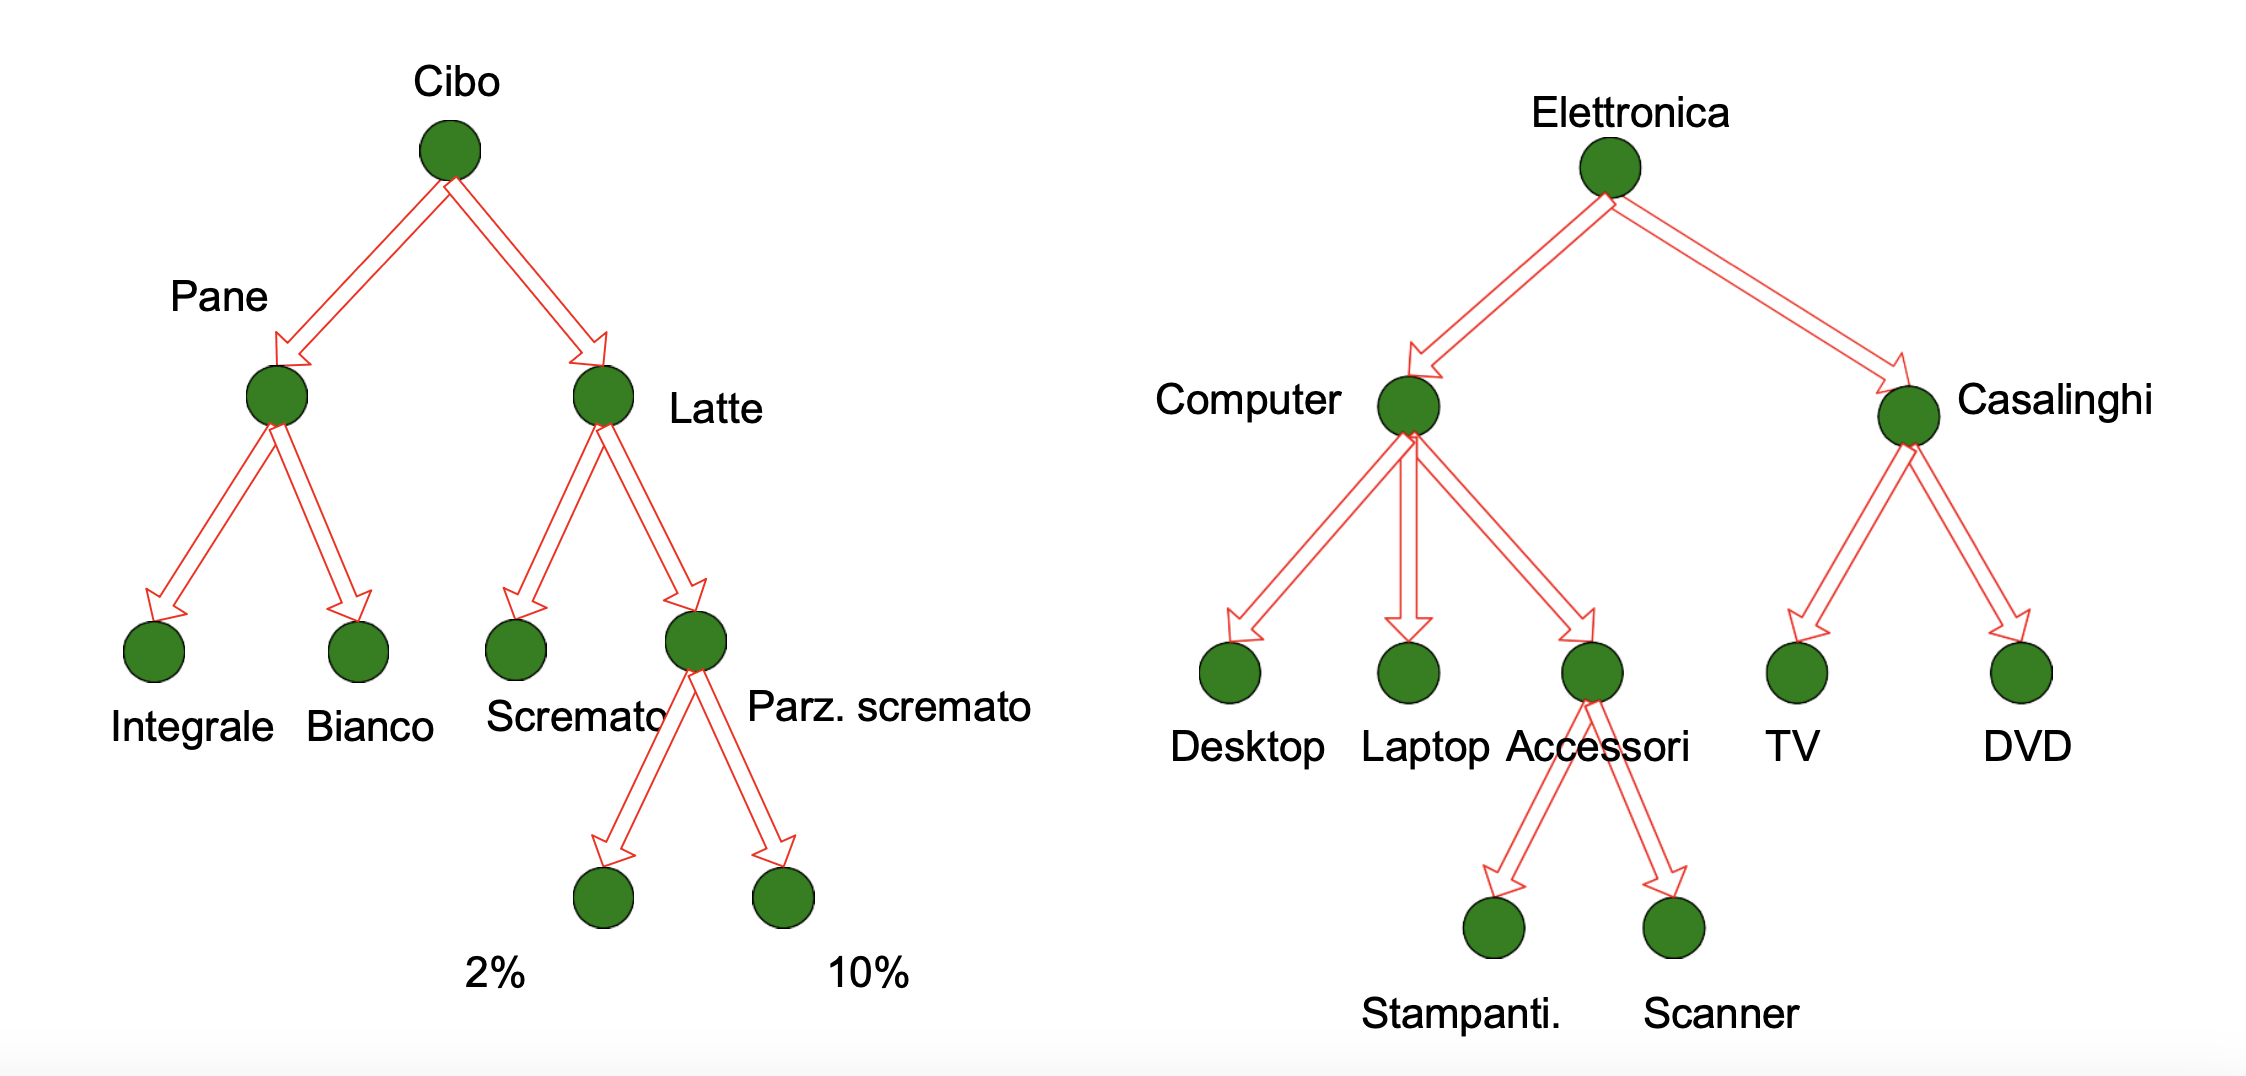 Cibo
Elettronica
Pane
Latte
Computer
Casalinghi
Integrale
Bianco
Scremato
Parz. scremato
Desktop
Laptop
Accessori
TV
DVD
2%
10%
Stampanti.
Scanner